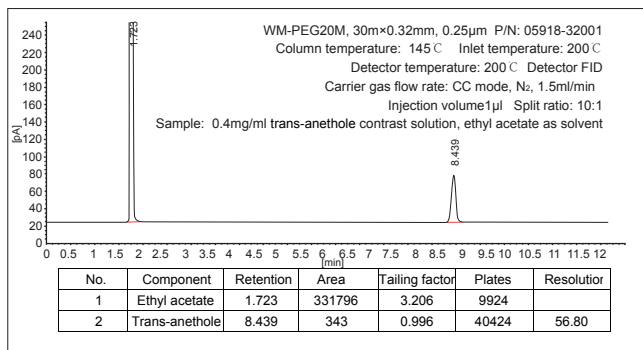 WM-PEG20M, 30m×0.32mm, 0.25μm P/N: 05918-32001
Column temperature: 145℃ Inlet temperature: 200℃
Detector temperature: 200℃ Detector FID
Carrier gas flow rate: CC mode, N₂, 1.5ml/min
Injection volume1μl Split ratio: 10:1
Sample: 0.4mg/ml trans-anethole contrast solution, ethyl acetate as solvent
[pA]
240
220
200
180
160
140
120
100
80
60
40
20
0
1.723
8.439
0 0.5 1 1.5 2 2.5 3 3.5 4 4.5 5 5.5 6 6.5 7 7.5 8 8.5 9 9.5 10 10.5 11 11.5 12
[min]
No. Component Retention Area Tailing factor Plates Resolution
1 Ethyl acetate 1.723 331796 3.206 9924
2 Trans-anethole 8.439 343 0.996 40424 56.80